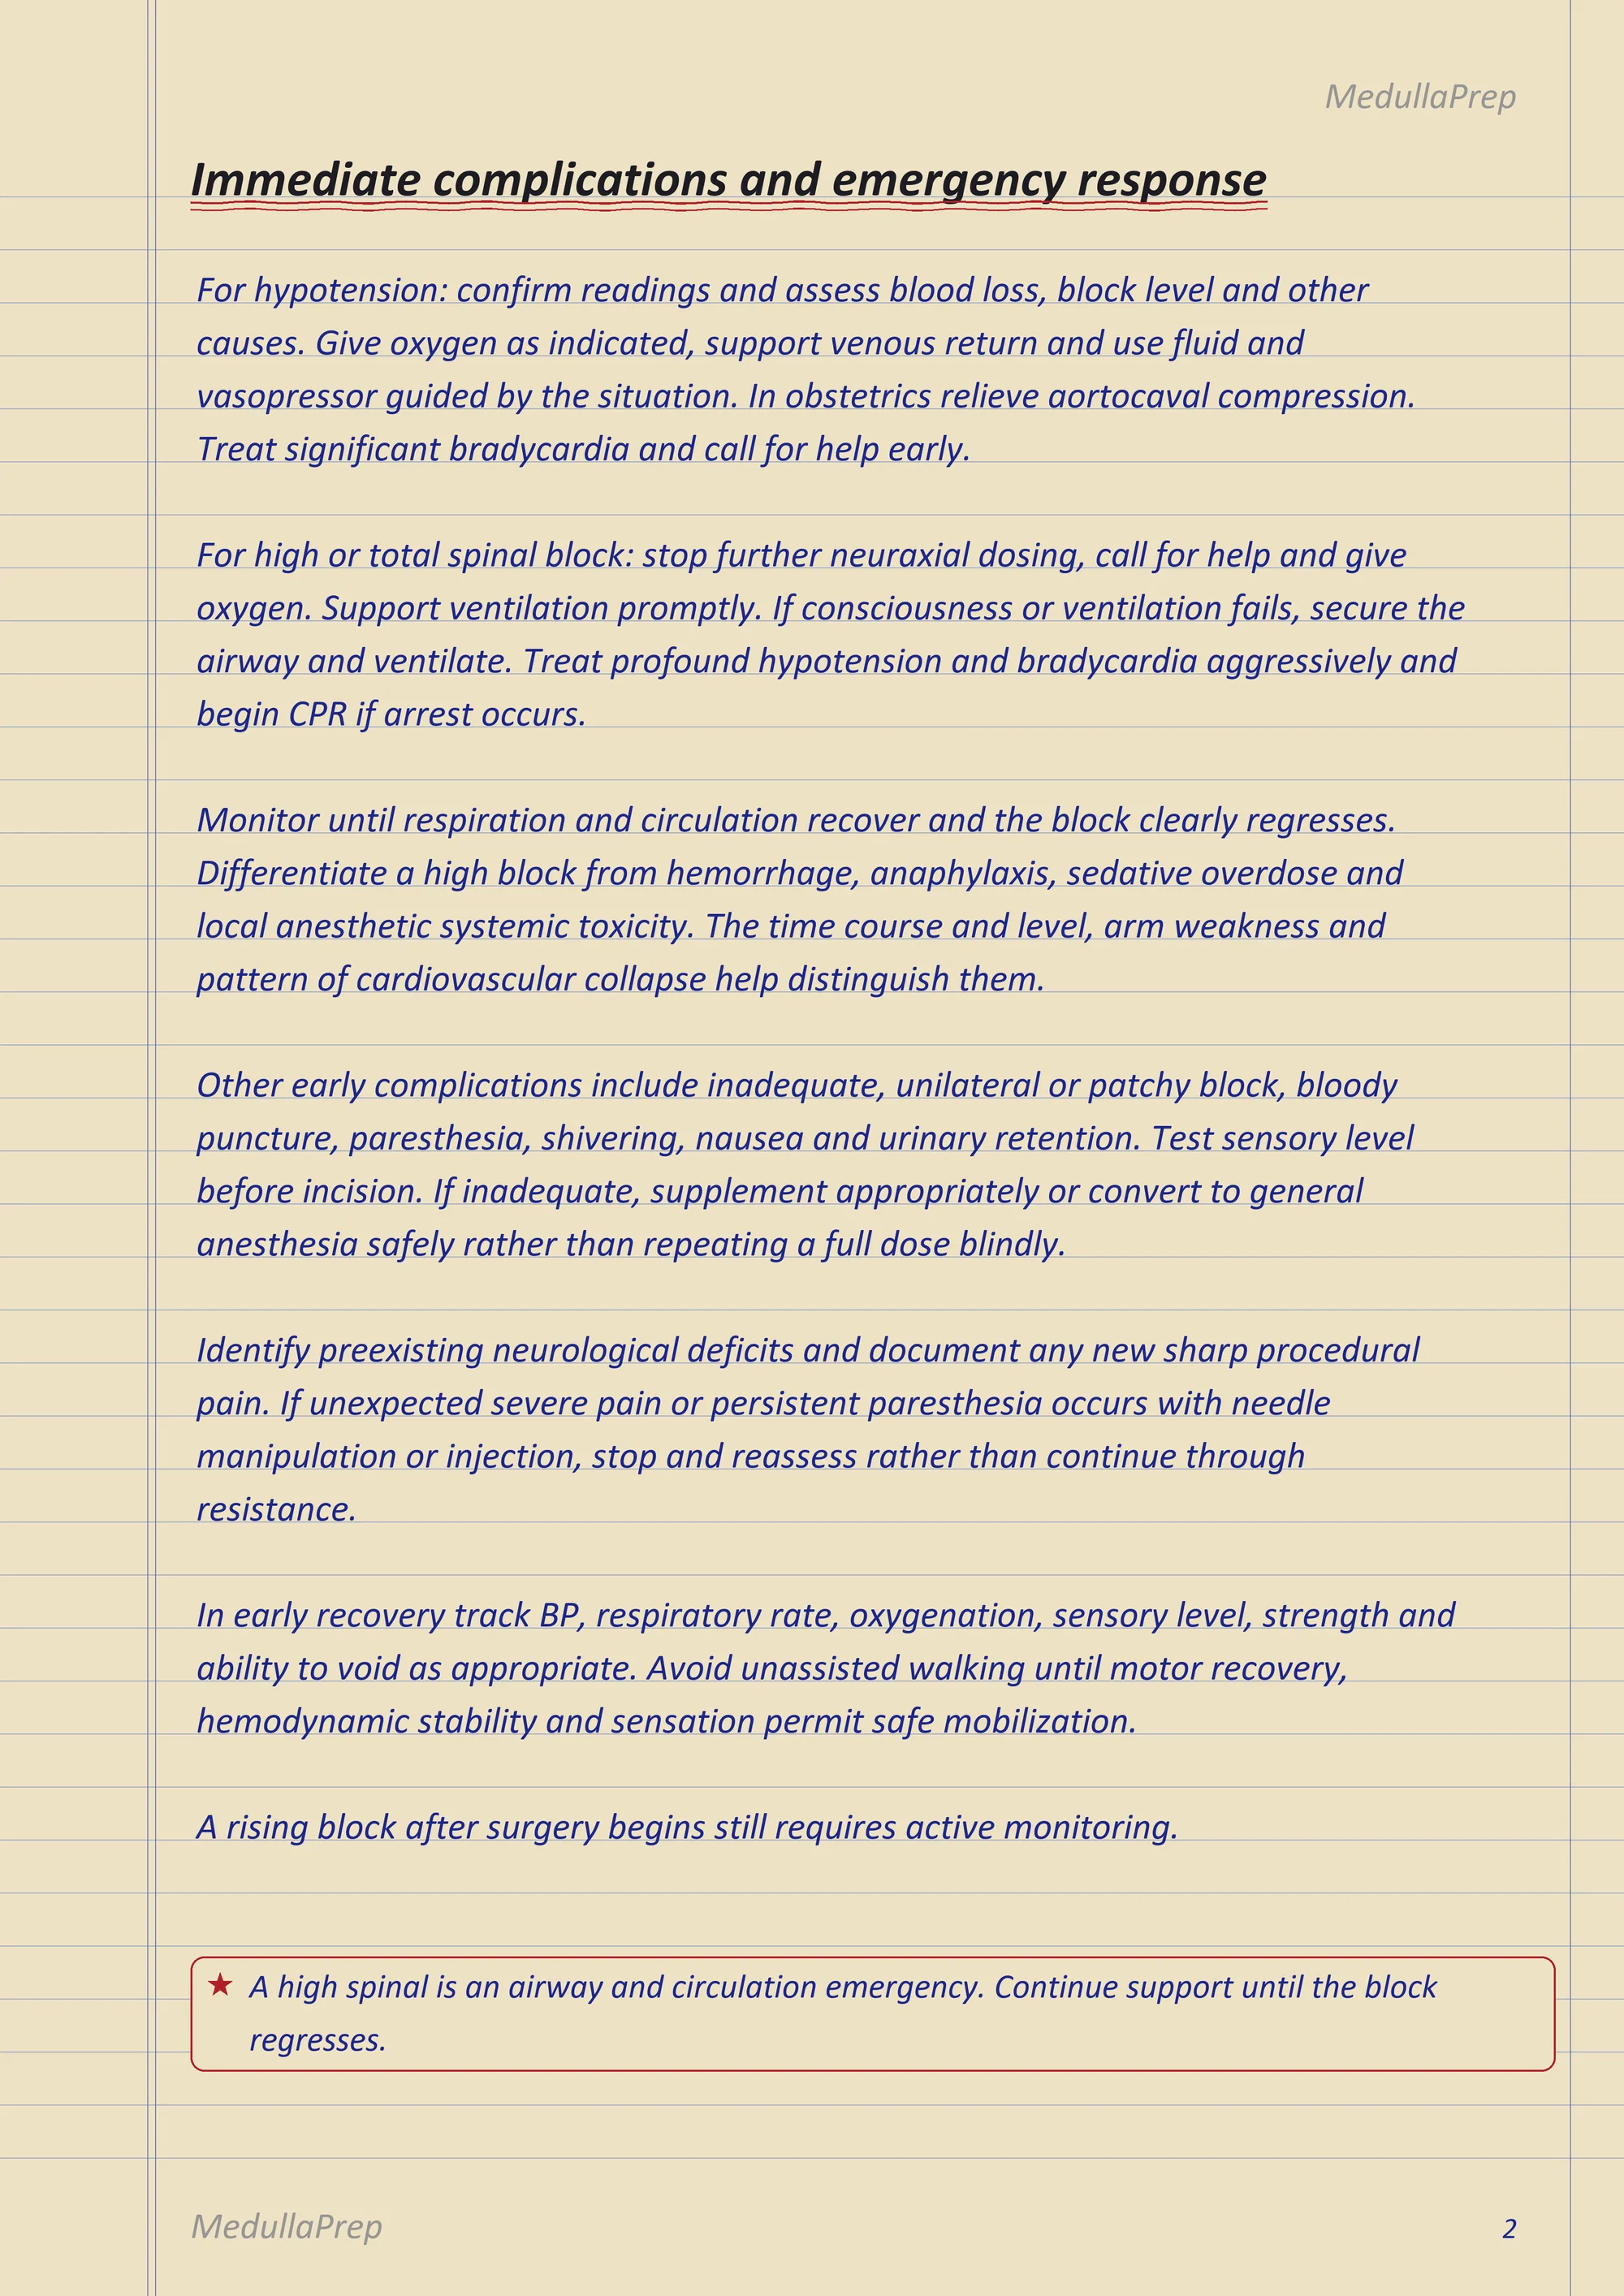 MedullaPrep
Immediate complications and emergency response
For hypotension: confirm readings and assess blood loss, block level and other
causes. Give oxygen as indicated, support venous return and use fluid and
vasopressor guided by the situation. In obstetrics relieve aortocaval compression.
Treat significant bradycardia and call for help early.
For high or total spinal block: stop further neuraxial dosing, call for help and give
oxygen. Support ventilation promptly. If consciousness or ventilation fails, secure the
airway and ventilate. Treat profound hypotension and bradycardia aggressively and
begin CPR if arrest occurs.
Monitor until respiration and circulation recover and the block clearly regresses.
Differentiate a high block from hemorrhage, anaphylaxis, sedative overdose and
local anesthetic systemic toxicity. The time course and level, arm weakness and
pattern of cardiovascular collapse help distinguish them.
Other early complications include inadequate, unilateral or patchy block, bloody
puncture, paresthesia, shivering, nausea and urinary retention. Test sensory level
before incision. If inadequate, supplement appropriately or convert to general
anesthesia safely rather than repeating a full dose blindly.
Identify preexisting neurological deficits and document any new sharp procedural
pain. If unexpected severe pain or persistent paresthesia occurs with needle
manipulation or injection, stop and reassess rather than continue through
resistance.
In early recovery track BP, respiratory rate, oxygenation, sensory level, strength and
ability to void as appropriate. Avoid unassisted walking until motor recovery,
hemodynamic stability and sensation permit safe mobilization.
A rising block after surgery begins still requires active monitoring.
★ A high spinal is an airway and circulation emergency. Continue support until the block
regresses.
MedullaPrep
2